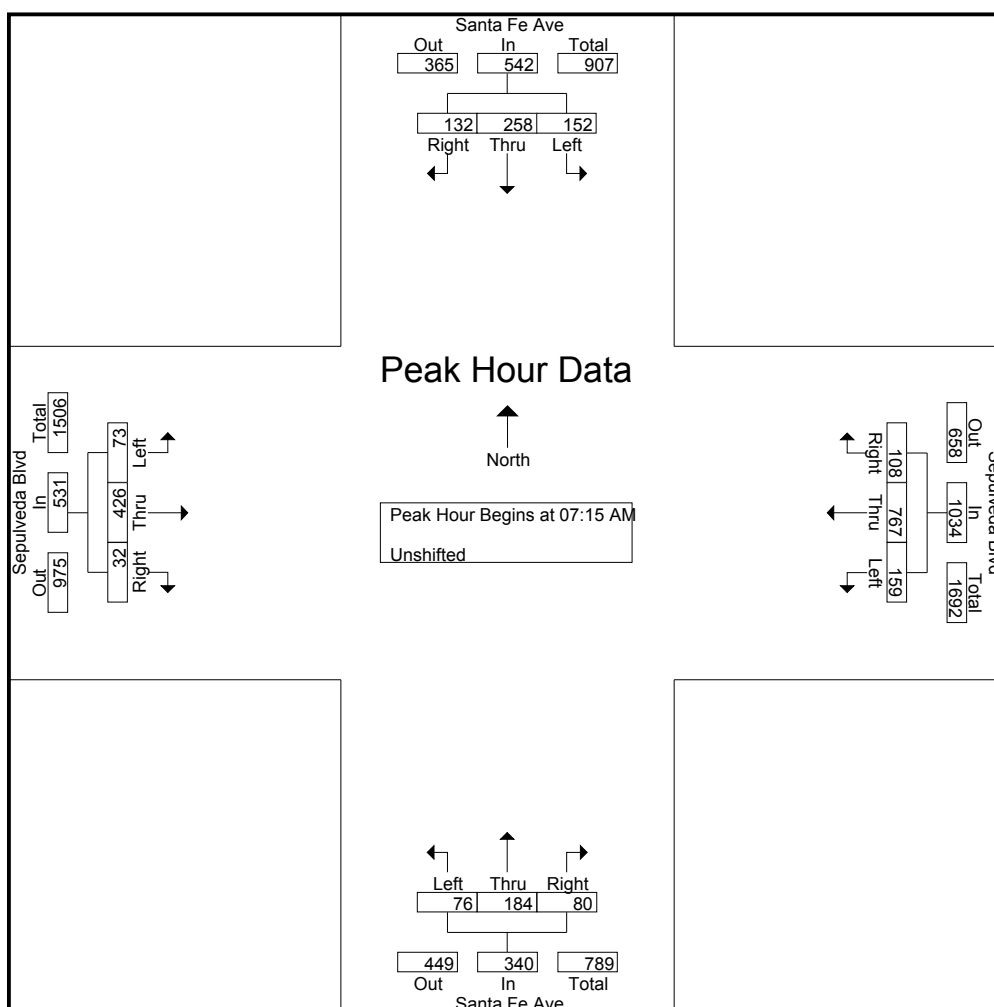 Santa Fe Ave
Out In Total
365 542 907
132 258 152
Right Thru Left
Peak Hour Data
North
Peak Hour Begins at 07:15 AM
Unshifted
Sepulveda Blvd
Total In Out
1506 531 975
73 426 32
Left Thru Right
Right Thru Left
108 767 159
Out In Total
658 1034 1692
Sepulveda Blvd
Left Thru Right
76 184 80
449 340 789
Out In Total
Santa Fe Ave